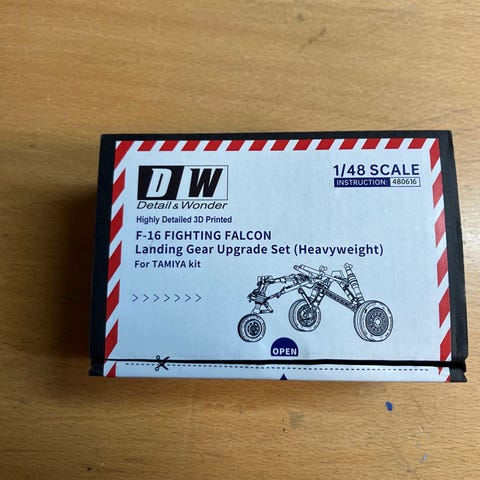 DW
Detail & Wonder
1/48 SCALE
INSTRUCTION: 480616
Highly Detailed 3D Printed
F-16 FIGHTING FALCON
Landing Gear Upgrade Set (Heavyweight)
For TAMIYA kit
>>>>>>>
OPEN